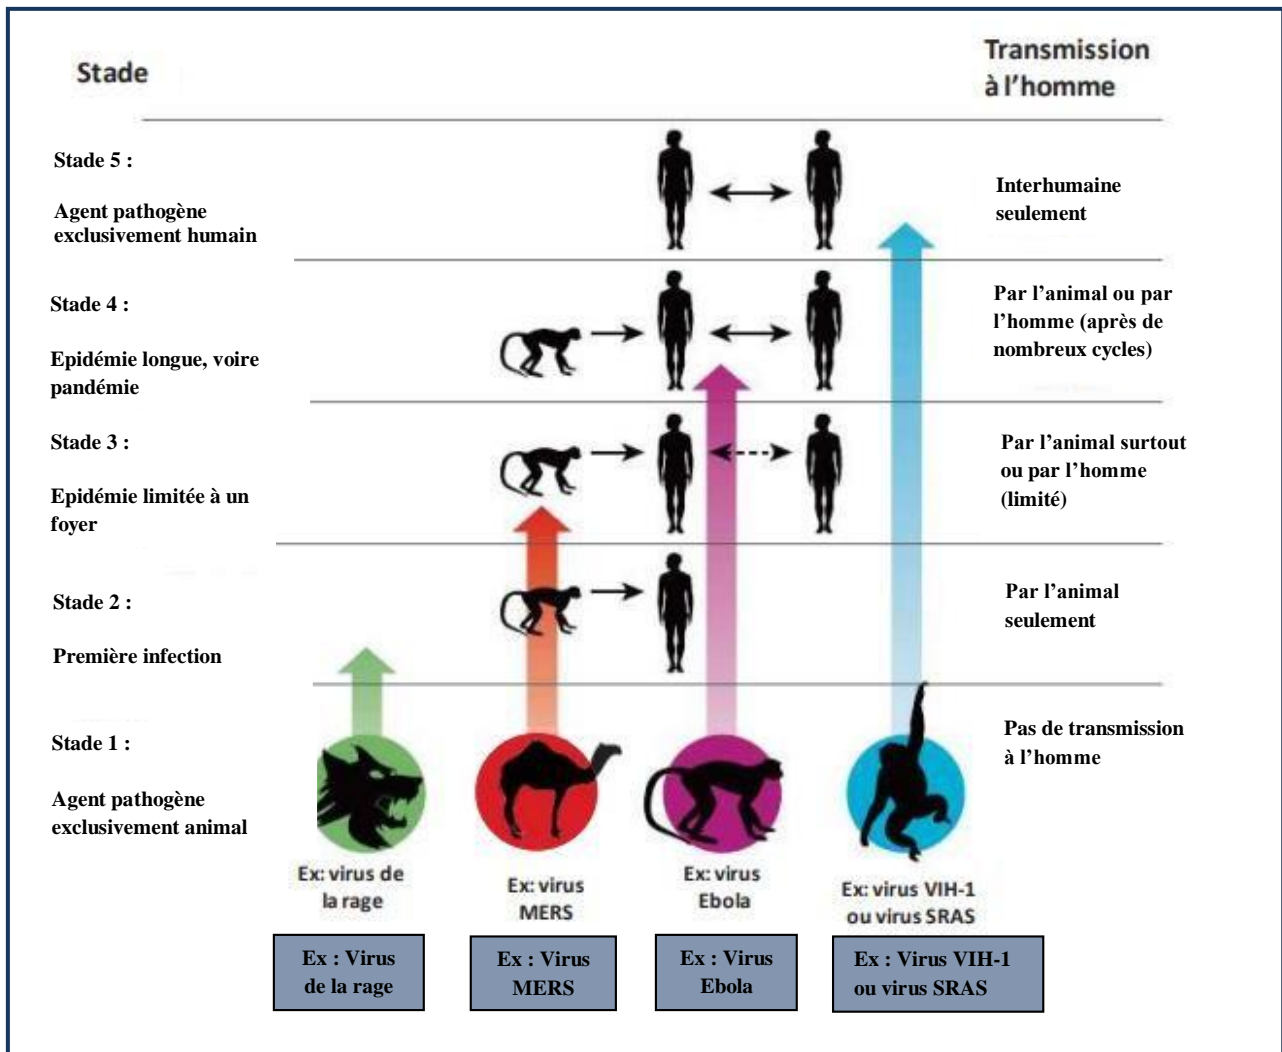 Stade
Transmission
à l'homme
Stade 5 :
Agent pathogène
exclusivement humain
Interhumaine
seulement
Stade 4 :
Epidémie longue, voire
pandémie
Par l'animal ou par
l'homme (après de
nombreux cycles)
Stade 3 :
Epidémie limitée à un
foyer
Par l'animal surtout
ou par l'homme
(limité)
Stade 2 :
Première infection
Par l'animal
seulement
Stade 1 :
Agent pathogène
exclusivement animal
Pas de transmission
à l'homme
Ex: virus de
la rage
Ex: virus
MERS
Ex: virus
Ebola
Ex: virus VIH-1
ou virus SRAS
Ex : Virus
de la rage
Ex : Virus
MERS
Ex : Virus
Ebola
Ex : Virus VIH-1
ou virus SRAS